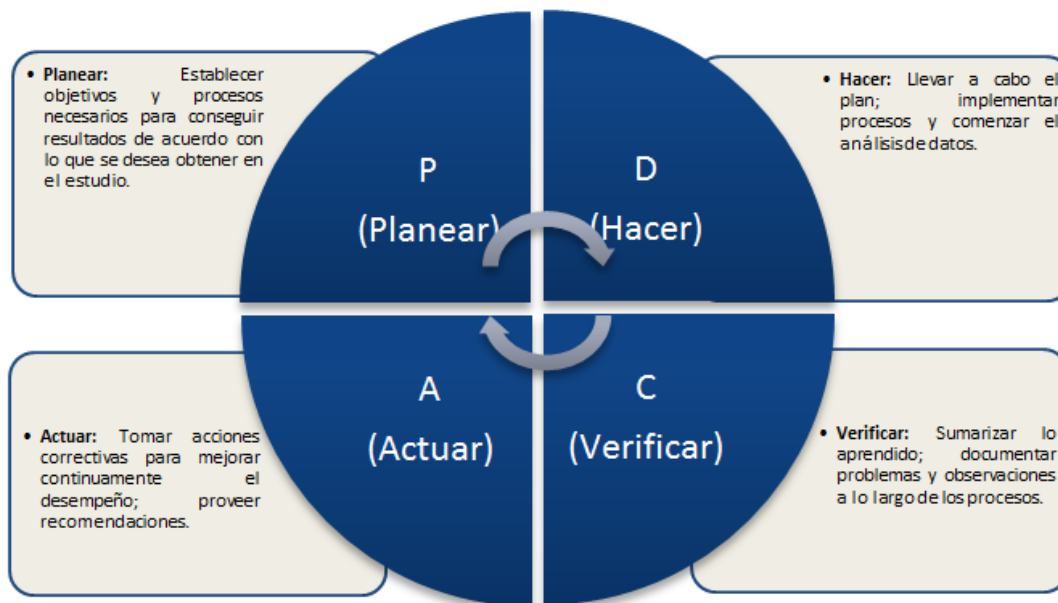 • Planear: Establecer
objetivos y procesos
necesarios para conseguir
resultados de acuerdo con
lo que se desea obtener en
el estudio.
P
(Planear)
D
(Hacer)
• Hacer: Llevar a cabo el
plan; implementar
procesos y comenzar el
análisis de datos.
• Actuar: Tomar acciones
correctivas para mejorar
continuamente el
desempeño; proveer
recomendaciones.
A
(Actuar)
C
(Verificar)
• Verificar: Sumarizar lo
aprendido; documentar
problemas y observaciones
a lo largo de los procesos.